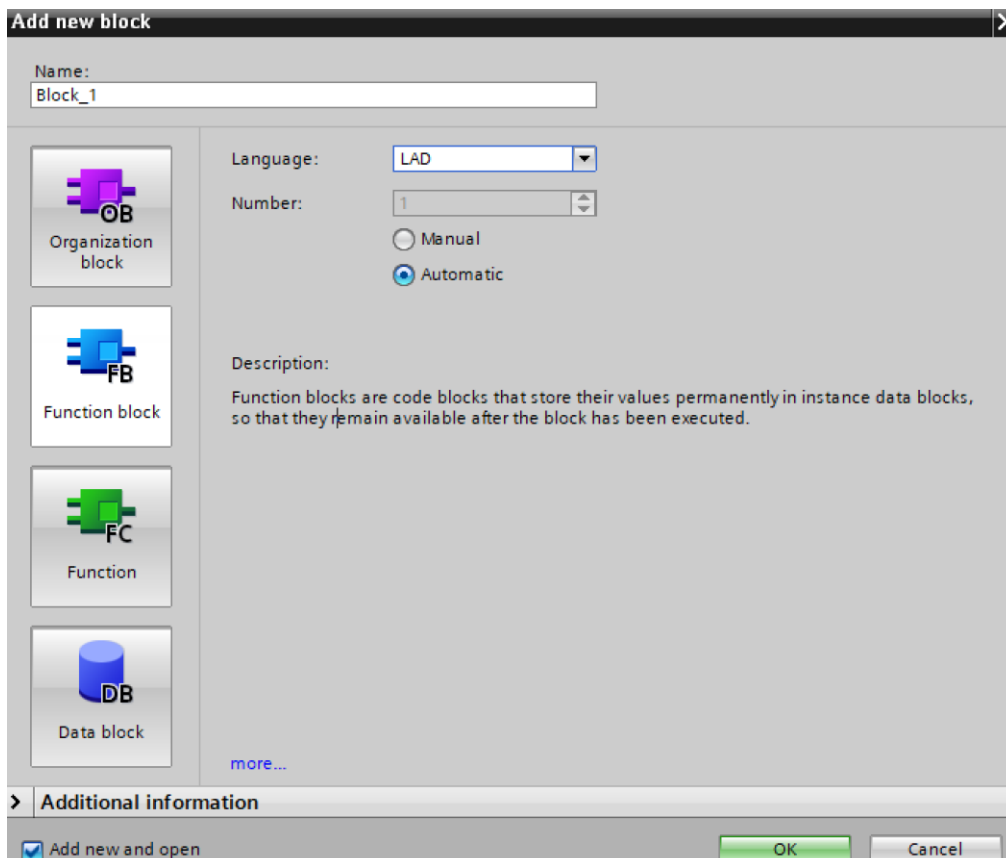 Add new block
Name:
Block_1
OB
Organization
block
FB
Function block
FC
Function
DB
Data block
Language:
LAD
Number:
1
Manual
Automatic
Description:
Function blocks are code blocks that store their values permanently in instance data blocks,
so that they remain available after the block has been executed.
more...
Additional information
Add new and open
OK
Cancel